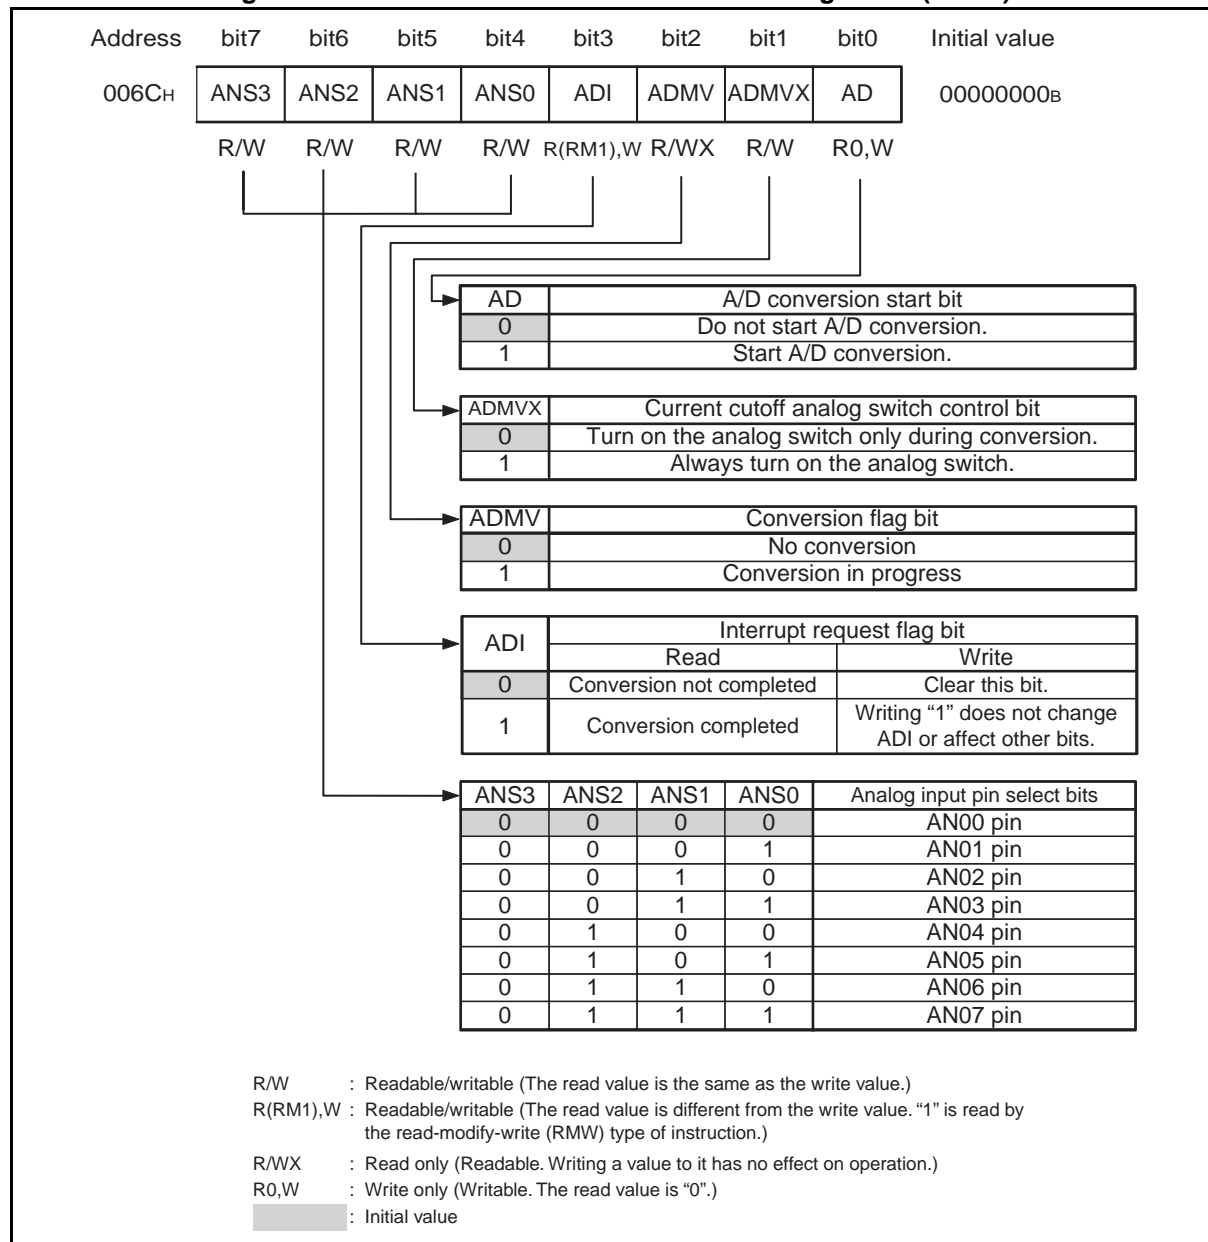 Address bit7 bit6 bit5 bit4 bit3 bit2 bit1 bit0 Initial value
006CH ANS3 ANS2 ANS1 ANS0 ADI ADMV ADMVX AD 00000000B
R/W R/W R/W R/W R(RM1),W R/WX R/W R0,W
AD A/D conversion start bit
0 Do not start A/D conversion.
1 Start A/D conversion.
ADMVX Current cutoff analog switch control bit
0 Turn on the analog switch only during conversion.
1 Always turn on the analog switch.
ADMV Conversion flag bit
0 No conversion
1 Conversion in progress
ADI Interrupt request flag bit
Read Write
0 Conversion not completed Clear this bit.
1 Conversion completed Writing “1” does not change
ADI or affect other bits.
ANS3 ANS2 ANS1 ANS0 Analog input pin select bits
0 0 0 0 AN00 pin
0 0 0 1 AN01 pin
0 0 1 0 AN02 pin
0 0 1 1 AN03 pin
0 1 0 0 AN04 pin
0 1 0 1 AN05 pin
0 1 1 0 AN06 pin
0 1 1 1 AN07 pin
R/W : Readable/writable (The read value is the same as the write value.)
R(RM1),W : Readable/writable (The read value is different from the write value. “1” is read by
the read-modify-write (RMW) type of instruction.)
R/WX : Read only (Readable. Writing a value to it has no effect on operation.)
R0,W : Write only (Writable. The read value is “0”.)
: Initial value